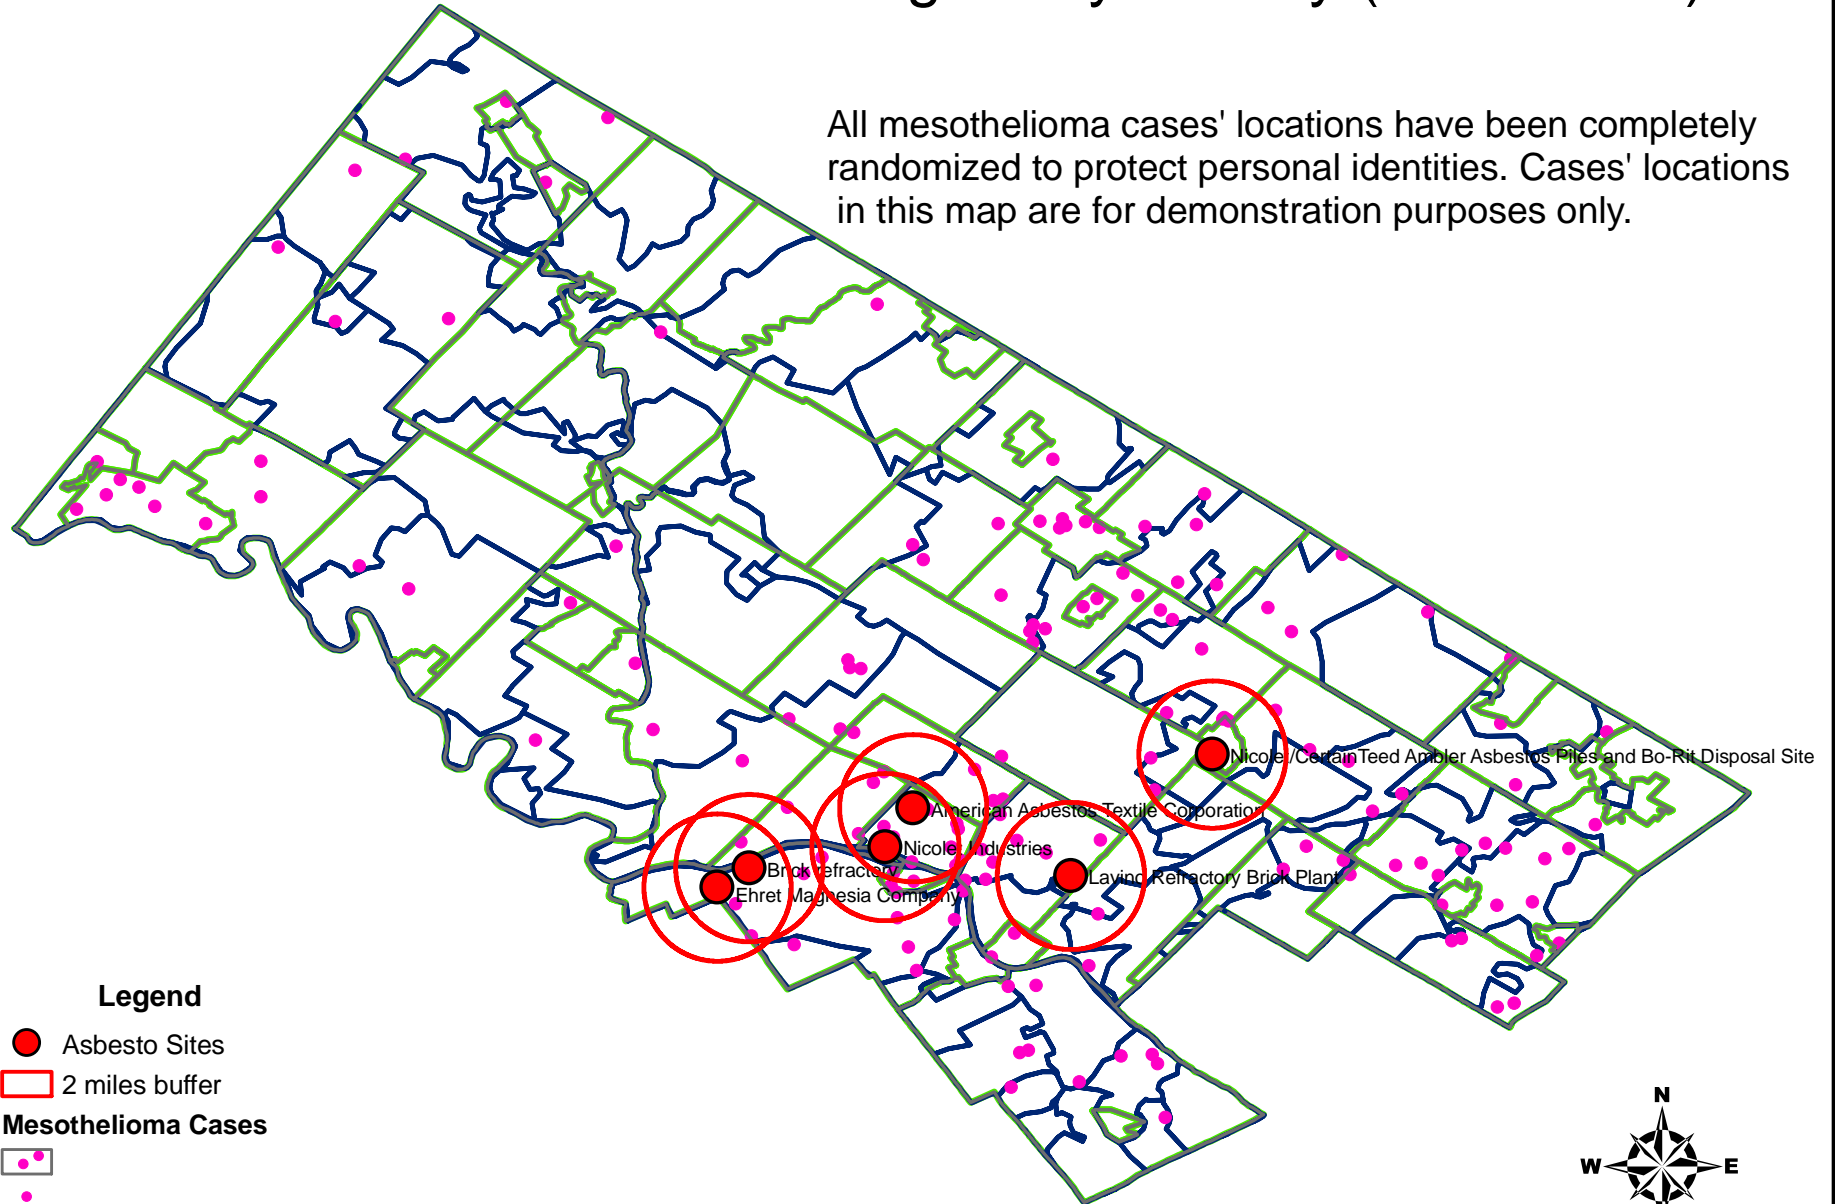 All mesothelioma cases' locations have been completely
randomized to protect personal identities. Cases' locations
in this map are for demonstration purposes only.
Nicolet/CertainTeed Ambler Asbestos Piles and Bo-Rit Disposal Site
American Asbestos Textile Corporation
Nicolet Industries
Brick refractory
Lavino Refractory Brick Plant
Ehret Magnesia Company
Legend
Asbesto Sites
2 miles buffer
Mesothelioma Cases
N
W E